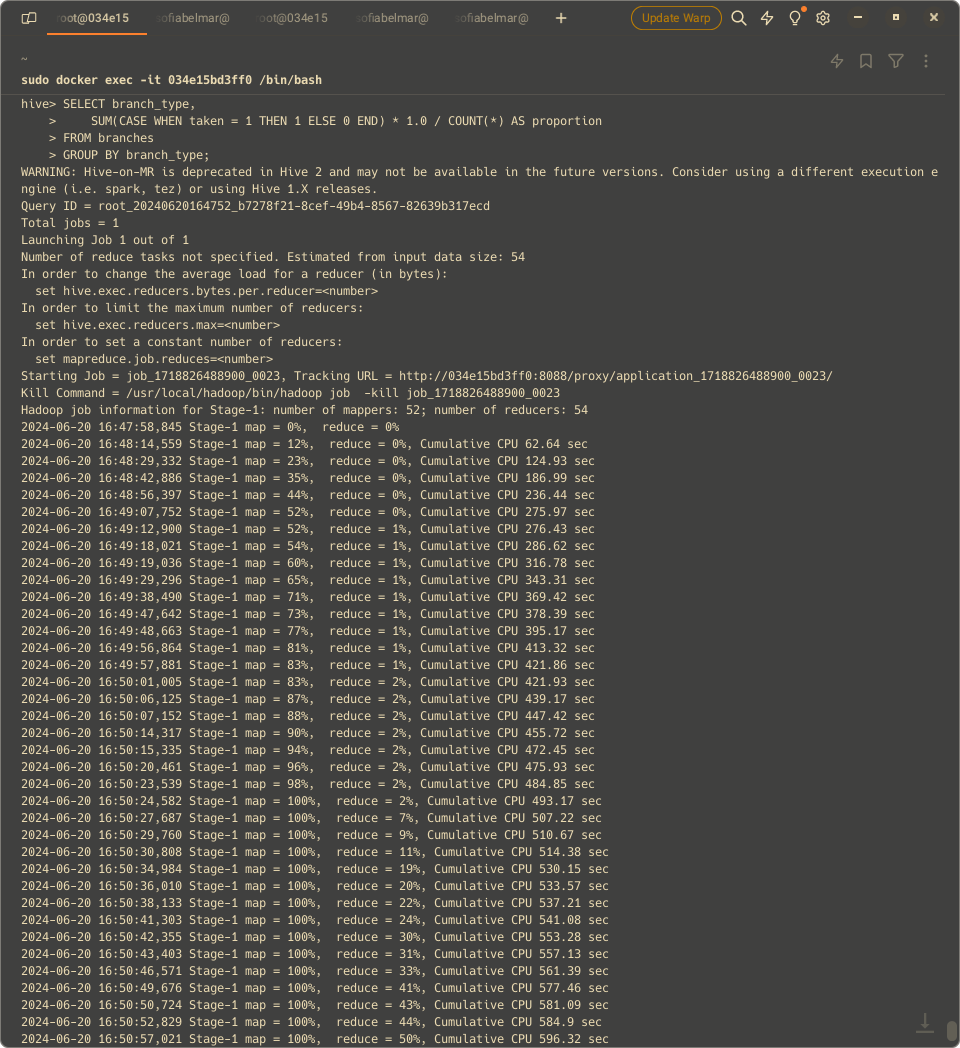 oot@034e15 ofiabelmar@ oot@034e15 ofiabelmar@ ofiabelmar@ + Update Warp
~
sudo docker exec -it 034e15bd3ff0 /bin/bash
hive> SELECT branch_type,
    >     SUM(CASE WHEN taken = 1 THEN 1 ELSE 0 END) * 1.0 / COUNT(*) AS proportion
    > FROM branches
    > GROUP BY branch_type;
WARNING: Hive-on-MR is deprecated in Hive 2 and may not be available in the future versions. Consider using a different execution e
ngine (i.e. spark, tez) or using Hive 1.X releases.
Query ID = root_20240620164752_b7278f21-8cef-49b4-8567-82639b317ecd
Total jobs = 1
Launching Job 1 out of 1
Number of reduce tasks not specified. Estimated from input data size: 54
In order to change the average load for a reducer (in bytes):
  set hive.exec.reducers.bytes.per.reducer=<number>
In order to limit the maximum number of reducers:
  set hive.exec.reducers.max=<number>
In order to set a constant number of reducers:
  set mapreduce.job.reduces=<number>
Starting Job = job_1718826488900_0023, Tracking URL = http://034e15bd3ff0:8088/proxy/application_1718826488900_0023/
Kill Command = /usr/local/hadoop/bin/hadoop job  -kill job_1718826488900_0023
Hadoop job information for Stage-1: number of mappers: 52; number of reducers: 54
2024-06-20 16:47:58,845 Stage-1 map = 0%,  reduce = 0%
2024-06-20 16:48:14,559 Stage-1 map = 12%,  reduce = 0%, Cumulative CPU 62.64 sec
2024-06-20 16:48:29,332 Stage-1 map = 23%,  reduce = 0%, Cumulative CPU 124.93 sec
2024-06-20 16:48:42,886 Stage-1 map = 35%,  reduce = 0%, Cumulative CPU 186.99 sec
2024-06-20 16:48:56,397 Stage-1 map = 44%,  reduce = 0%, Cumulative CPU 236.44 sec
2024-06-20 16:49:07,752 Stage-1 map = 52%,  reduce = 0%, Cumulative CPU 275.97 sec
2024-06-20 16:49:12,900 Stage-1 map = 52%,  reduce = 1%, Cumulative CPU 276.43 sec
2024-06-20 16:49:18,021 Stage-1 map = 54%,  reduce = 1%, Cumulative CPU 286.62 sec
2024-06-20 16:49:19,036 Stage-1 map = 60%,  reduce = 1%, Cumulative CPU 316.78 sec
2024-06-20 16:49:29,296 Stage-1 map = 65%,  reduce = 1%, Cumulative CPU 343.31 sec
2024-06-20 16:49:38,490 Stage-1 map = 71%,  reduce = 1%, Cumulative CPU 369.42 sec
2024-06-20 16:49:47,642 Stage-1 map = 73%,  reduce = 1%, Cumulative CPU 378.39 sec
2024-06-20 16:49:48,663 Stage-1 map = 77%,  reduce = 1%, Cumulative CPU 395.17 sec
2024-06-20 16:49:56,864 Stage-1 map = 81%,  reduce = 1%, Cumulative CPU 413.32 sec
2024-06-20 16:49:57,881 Stage-1 map = 83%,  reduce = 1%, Cumulative CPU 421.86 sec
2024-06-20 16:50:01,005 Stage-1 map = 83%,  reduce = 2%, Cumulative CPU 421.93 sec
2024-06-20 16:50:06,125 Stage-1 map = 87%,  reduce = 2%, Cumulative CPU 439.17 sec
2024-06-20 16:50:07,152 Stage-1 map = 88%,  reduce = 2%, Cumulative CPU 447.42 sec
2024-06-20 16:50:14,317 Stage-1 map = 90%,  reduce = 2%, Cumulative CPU 455.72 sec
2024-06-20 16:50:15,335 Stage-1 map = 94%,  reduce = 2%, Cumulative CPU 472.45 sec
2024-06-20 16:50:20,461 Stage-1 map = 96%,  reduce = 2%, Cumulative CPU 475.93 sec
2024-06-20 16:50:23,539 Stage-1 map = 98%,  reduce = 2%, Cumulative CPU 484.85 sec
2024-06-20 16:50:24,582 Stage-1 map = 100%,  reduce = 2%, Cumulative CPU 493.17 sec
2024-06-20 16:50:27,687 Stage-1 map = 100%,  reduce = 7%, Cumulative CPU 507.22 sec
2024-06-20 16:50:29,760 Stage-1 map = 100%,  reduce = 9%, Cumulative CPU 510.67 sec
2024-06-20 16:50:30,808 Stage-1 map = 100%,  reduce = 11%, Cumulative CPU 514.38 sec
2024-06-20 16:50:34,984 Stage-1 map = 100%,  reduce = 19%, Cumulative CPU 530.15 sec
2024-06-20 16:50:36,010 Stage-1 map = 100%,  reduce = 20%, Cumulative CPU 533.57 sec
2024-06-20 16:50:38,133 Stage-1 map = 100%,  reduce = 22%, Cumulative CPU 537.21 sec
2024-06-20 16:50:41,303 Stage-1 map = 100%,  reduce = 24%, Cumulative CPU 541.08 sec
2024-06-20 16:50:42,355 Stage-1 map = 100%,  reduce = 30%, Cumulative CPU 553.28 sec
2024-06-20 16:50:43,403 Stage-1 map = 100%,  reduce = 31%, Cumulative CPU 557.13 sec
2024-06-20 16:50:46,571 Stage-1 map = 100%,  reduce = 33%, Cumulative CPU 561.39 sec
2024-06-20 16:50:49,676 Stage-1 map = 100%,  reduce = 41%, Cumulative CPU 577.46 sec
2024-06-20 16:50:50,724 Stage-1 map = 100%,  reduce = 43%, Cumulative CPU 581.09 sec
2024-06-20 16:50:52,829 Stage-1 map = 100%,  reduce = 44%, Cumulative CPU 584.9 sec
2024-06-20 16:50:57,021 Stage-1 map = 100%,  reduce = 50%, Cumulative CPU 596.32 sec